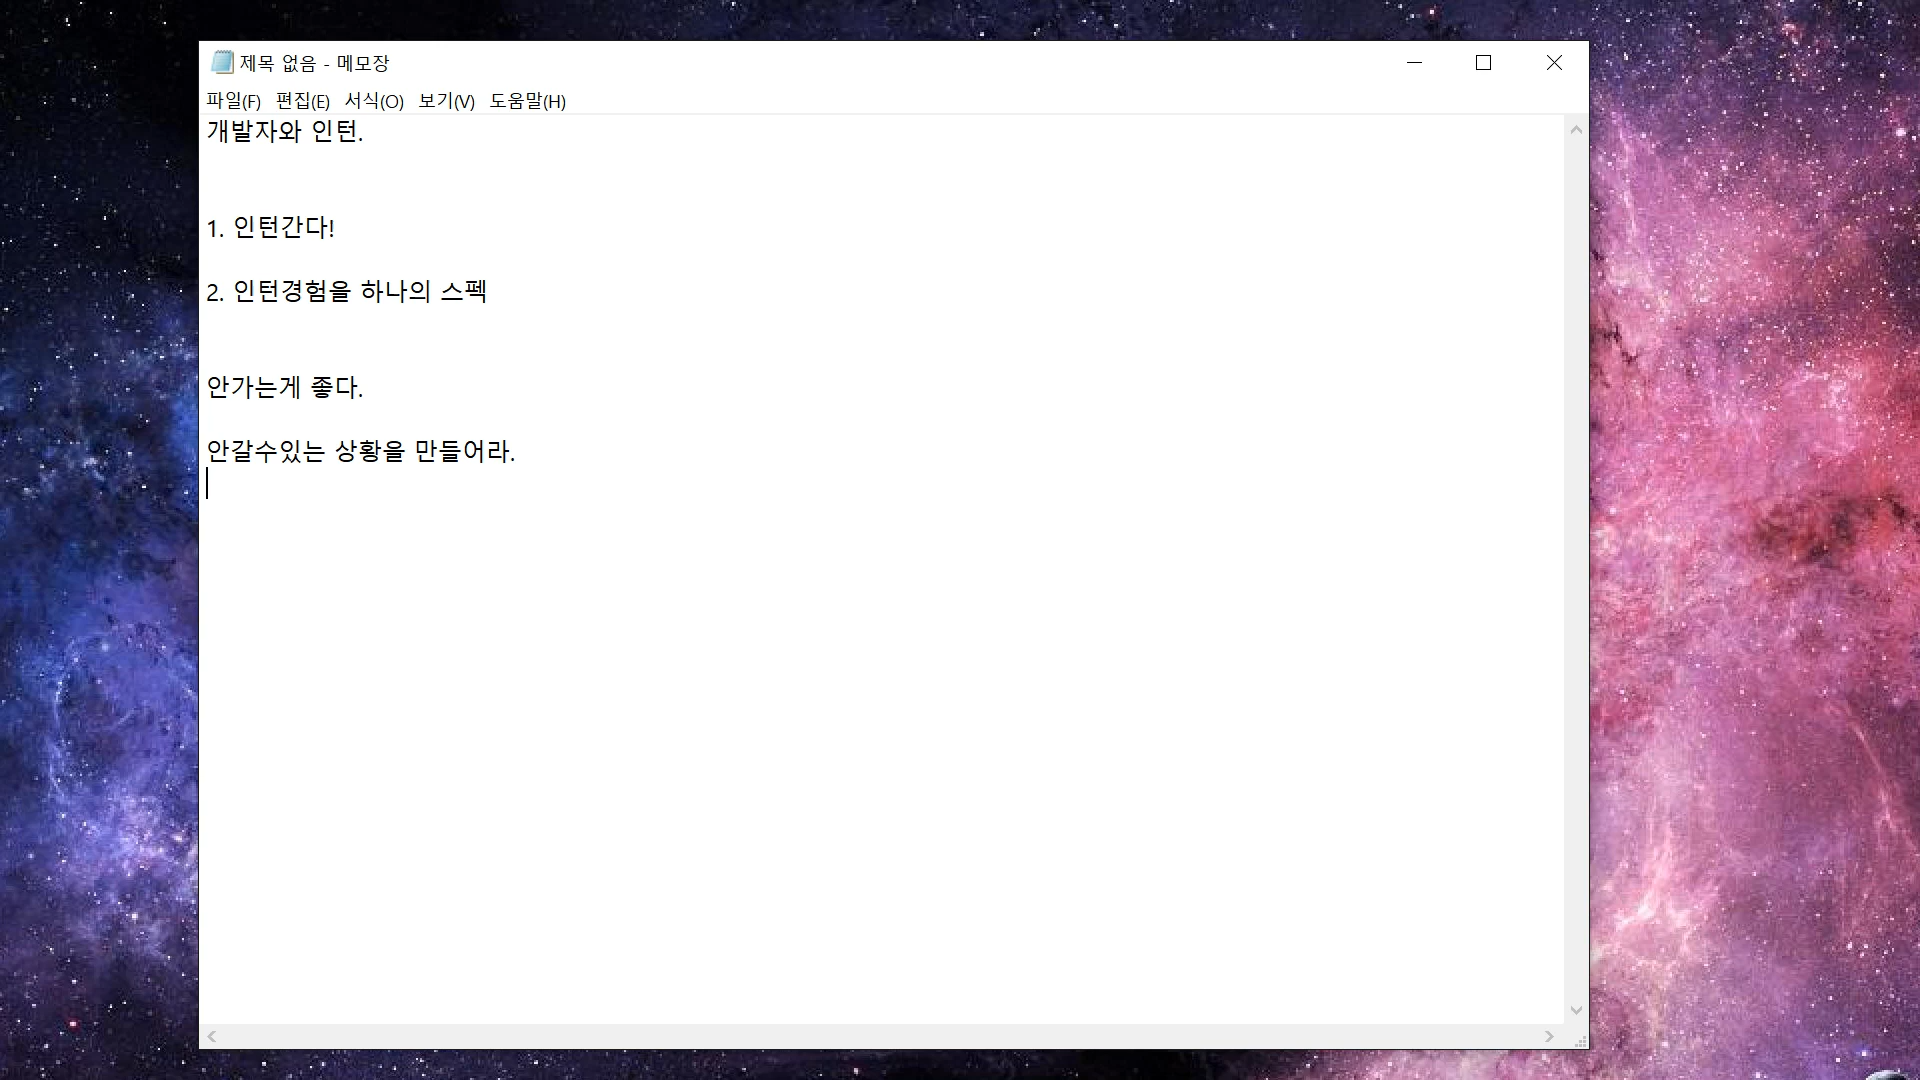 제목 없음 - 메모장
파일(F) 편집(E) 서식(O) 보기(V) 도움말(H)
개발자와 인턴.
1. 인턴간다!
2. 인턴경험을 하나의 스펙
안가는게 좋다.
안갈수있는 상황을 만들어라.